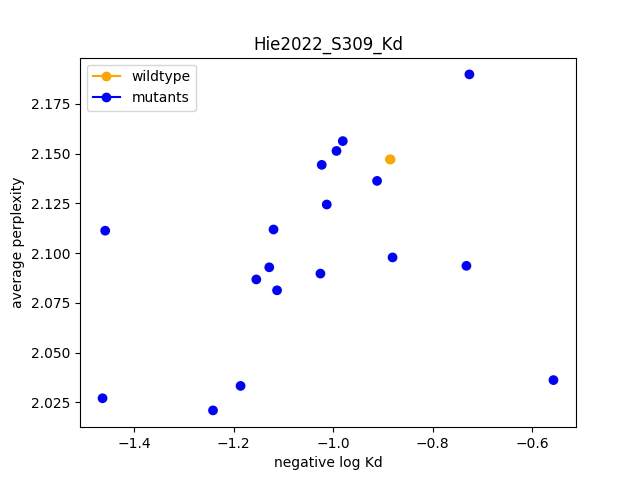 Hie2022_S309_Kd
wildtype
mutants
2.175
2.150
2.125
2.100
2.075
2.050
2.025
average perplexity
−1.4
−1.2
−1.0
−0.8
−0.6
negative log Kd